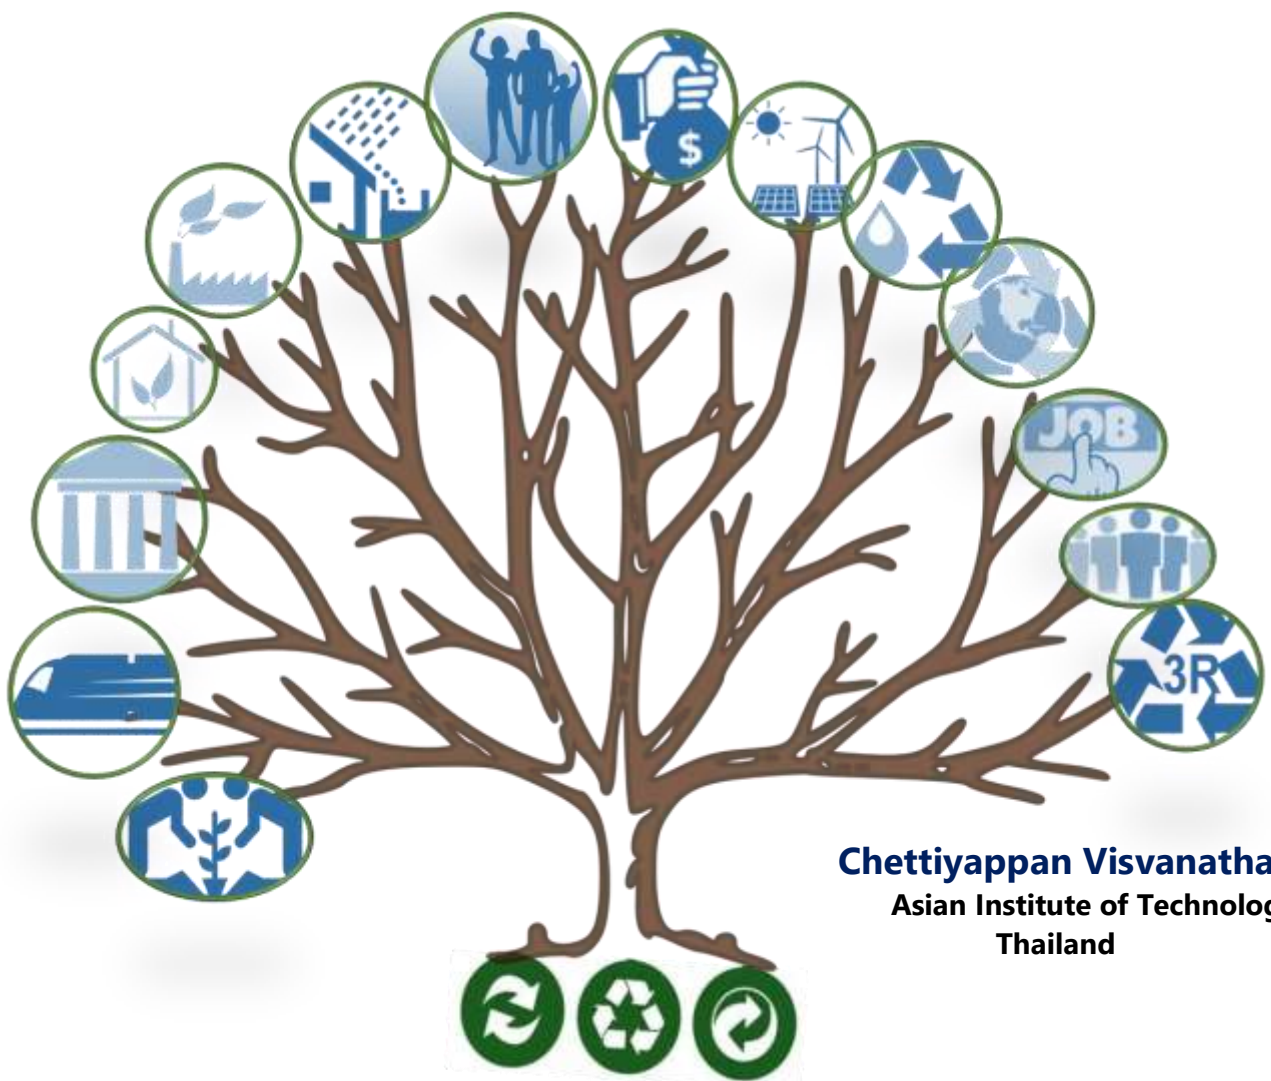 $
JOB
3R
Chettiyappan Visvanatha
Asian Institute of Technolog
Thailand